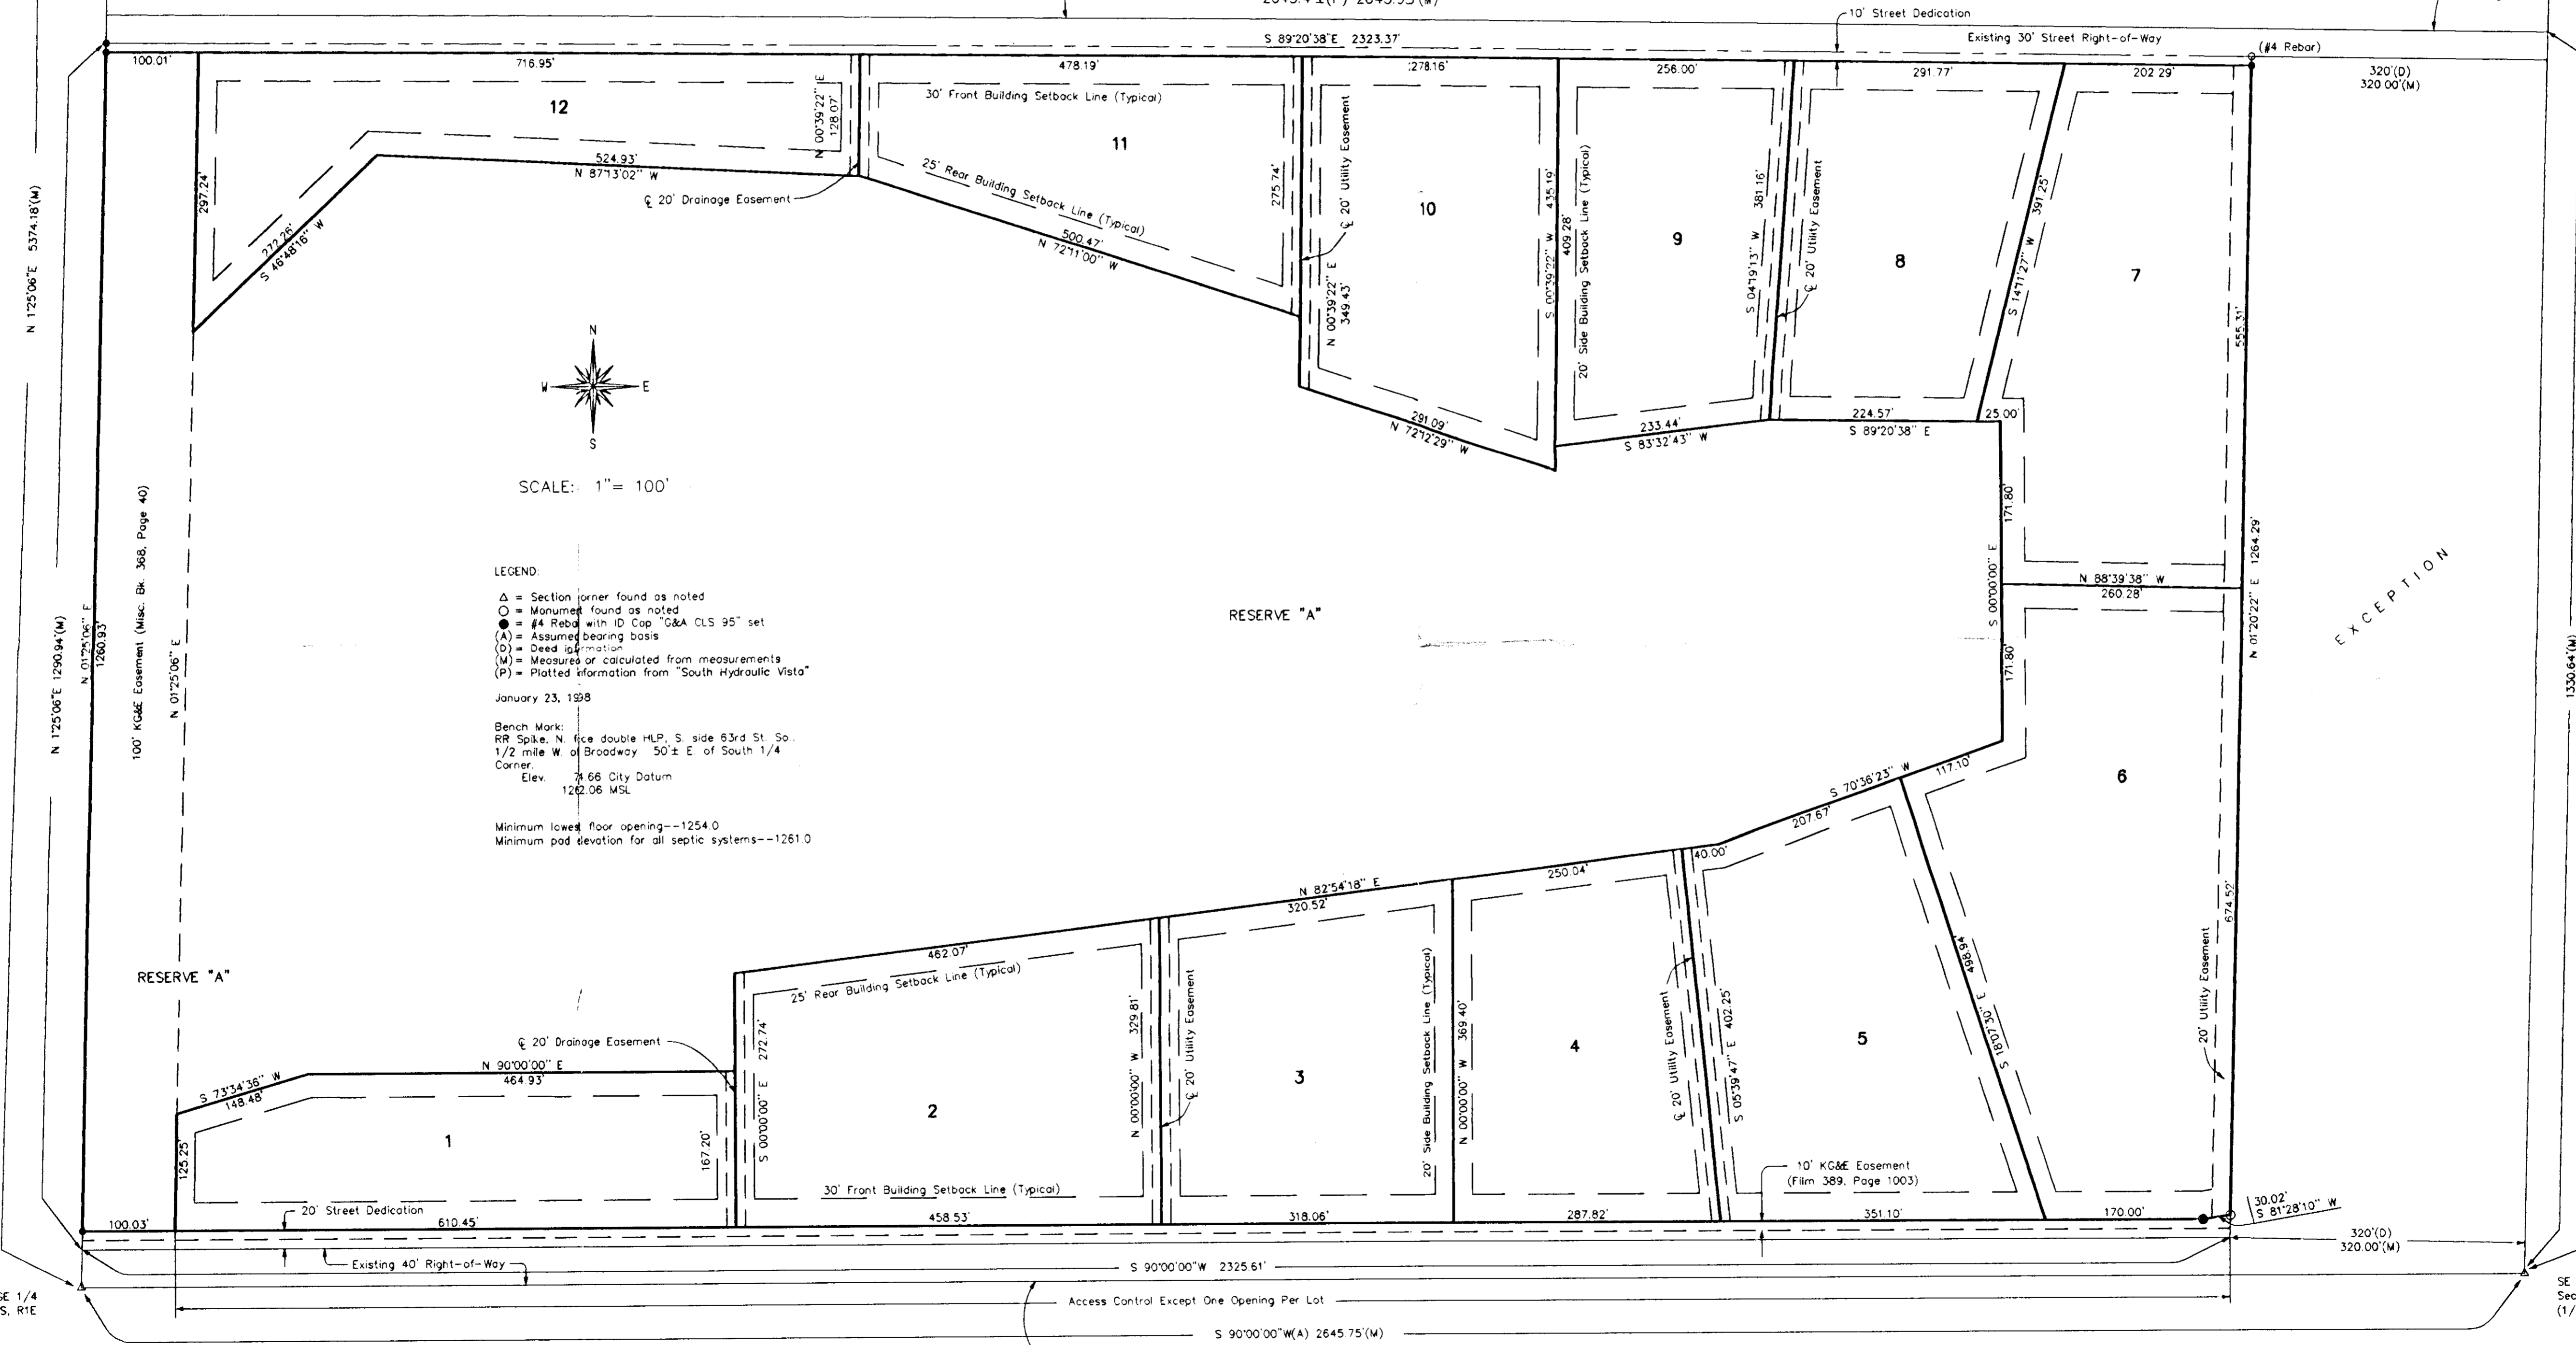 10' Street Dedication
S 89°20'38"E 2323.37'
Existing 30' Street Right-of-Way
(#4 Rebar)
100.01'
716.95'
478.19'
278.16'
256.00'
291.77'
202.29'
320'(D)
320.00'(M)
12
N 00°39'22" E
128.07'
30' Front Building Setback Line (Typical)
11
25' Rear Building Setback Line (Typical)
275.74'
℄ 20' Utility Easement
10
N 00°39'22" E
349.43'
S 00°39'22" W 435.19'
409.28'
20' Side Building Setback Line (Typical)
9
S 04°19'13" W 381.16'
℄ 20' Utility Easement
8
S 14°11'27" W 391.25'
7
555.31'
524.93'
N 87°13'02" W
℄ 20' Drainage Easement
297.24'
272.26'
S 46°48'16" W
500.47'
N 72°11'00" W
291.09'
N 72°12'29" W
233.44'
S 83°32'43" W
224.57'
S 89°20'38" E
25.00'
N 1°25'06"E 5374.18'(M)
N 1°25'06"E 1290.94'(M)
N 01°25'06" E
1260.93'
100' KG&E Easement (Misc. Bk. 368, Page 40)
N 01°25'06" E
N
W
E
S
SCALE: 1"= 100'
LEGEND:
△ = Section corner found as noted
○ = Monument found as noted
● = #4 Rebar with ID Cap "G&A CLS 95" set
(A) = Assumed bearing basis
(D) = Deed information
(M) = Measured or calculated from measurements
(P) = Platted information from "South Hydraulic Vista"
January 23, 1998
Bench Mark:
RR Spike, N. face double HLP, S. side 63rd St. So.,
1/2 mile W. of Broadway 50'± E. of South 1/4
Corner.
Elev. 74.66 City Datum
1262.06 MSL
Minimum lowest floor opening--1254.0
Minimum pad elevation for all septic systems--1261.0
RESERVE "A"
171.80'
S 00°00'00" E
171.80'
N 88°39'38" W
260.28'
N 01°20'22" E 1264.29'
EXCEPTION
1330.64'(M)
6
S 70°36'23" W
117.10'
207.67'
40.00'
250.04'
N 82°54'18" E
320.52'
462.07'
25' Rear Building Setback Line (Typical)
RESERVE "A"
℄ 20' Drainage Easement
N 90°00'00" E
464.93'
S 73°34'36" W
148.48'
125.25'
1
167.20'
S 00°00'00" E 272.74'
2
30' Front Building Setback Line (Typical)
N 00°00'00" W 329.81'
℄ 20' Utility Easement
3
20' Side Building Setback Line (Typical)
N 00°00'00" W 369.40'
4
℄ 20' Utility Easement
S 05°39'47" E 402.25'
5
498.94'
S 18°07'30" E
20' Utility Easement
674.52'
10' KG&E Easement
(Film 389, Page 1003)
30.02'
S 81°28'10" W
20' Street Dedication
100.03'
610.45'
458.53'
318.06'
287.82'
351.10'
170.00'
320'(D)
320.00'(M)
Existing 40' Right-of-Way
S 90°00'00"W 2325.61'
Access Control Except One Opening Per Lot
S 90°00'00"W(A) 2645.75'(M)
SE 1/4
S, R1E
SE
Sec
(1/